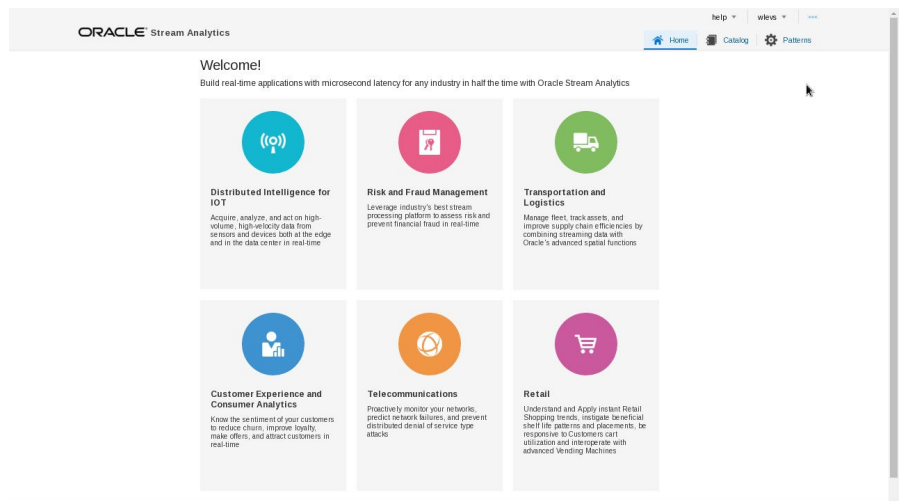 help wlevs
ORACLE Stream Analytics
Home Catalog Patterns
Welcome!
Build real-time applications with microsecond latency for any industry in half the time with Oracle Stream Analytics
Distributed Intelligence for
IOT
Acquire, analyze, and act on high-
volume, high-velocity data from
sensors and devices both at the edge
and in the data center in real-time
Risk and Fraud Management
Leverage industry's best stream
processing platform to assess risk and
prevent financial fraud in real-time
Transportation and
Logistics
Manage fleet, track assets, and
improve supply chain efficiencies by
combining streaming data with
Oracle's advanced spatial functions
Customer Experience and
Consumer Analytics
Know the sentiment of your customers
to reduce churn, improve loyalty,
make offers, and attract customers in
real-time
Telecommunications
Proactively monitor your networks,
predict network failures, and prevent
distributed denial of service type
attacks
Retail
Understand and Apply instant Retail
Shopping trends, instigate beneficial
shelf life patterns and placements, be
responsive to Customers cart
utilization and interoperate with
advanced Vending Machines